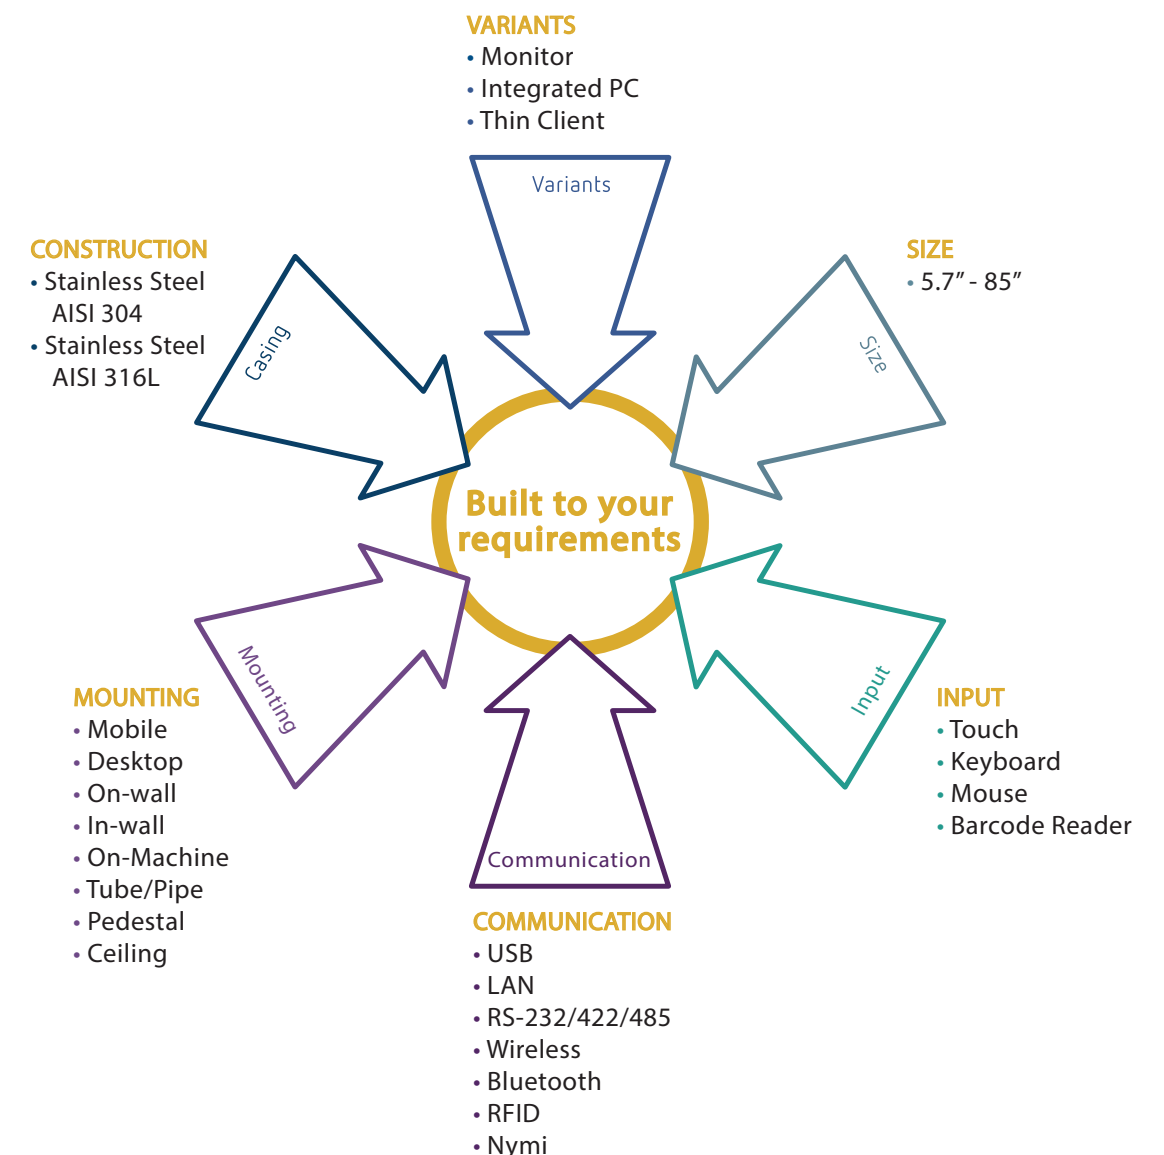 VARIANTS
• Monitor
• Integrated PC
• Thin Client
Variants
CONSTRUCTION
• Stainless Steel
AISI 304
• Stainless Steel
AISI 316L
Casing
SIZE
• 5.7” - 85”
Size
Built to your
requirements
MOUNTING
• Mobile
• Desktop
• On-wall
• In-wall
• On-Machine
• Tube/Pipe
• Pedestal
• Ceiling
Mounting
Input
INPUT
• Touch
• Keyboard
• Mouse
• Barcode Reader
Communication
COMMUNICATION
• USB
• LAN
• RS-232/422/485
• Wireless
• Bluetooth
• RFID
• Nymi